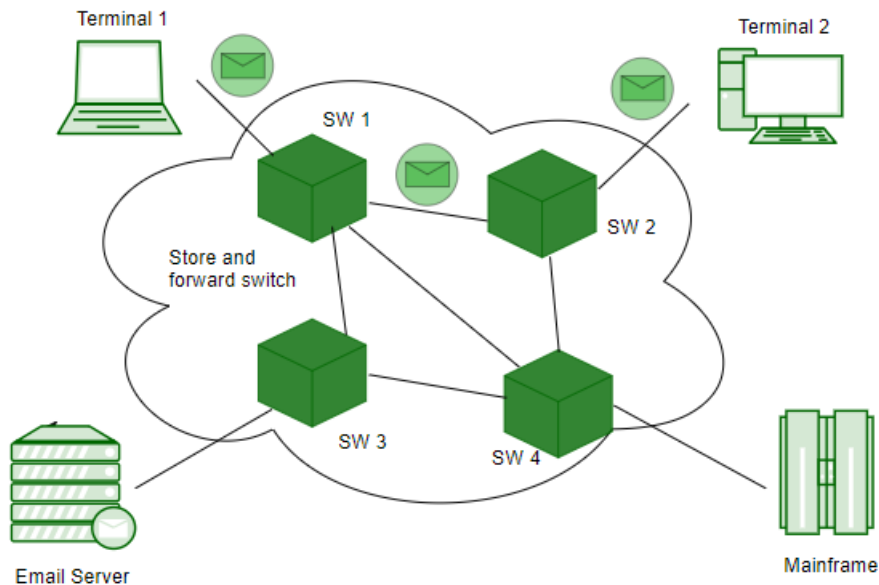 Terminal 1
Terminal 2
SW 1
SW 2
Store and
forward switch
SW 3
SW 4
Email Server
Mainframe